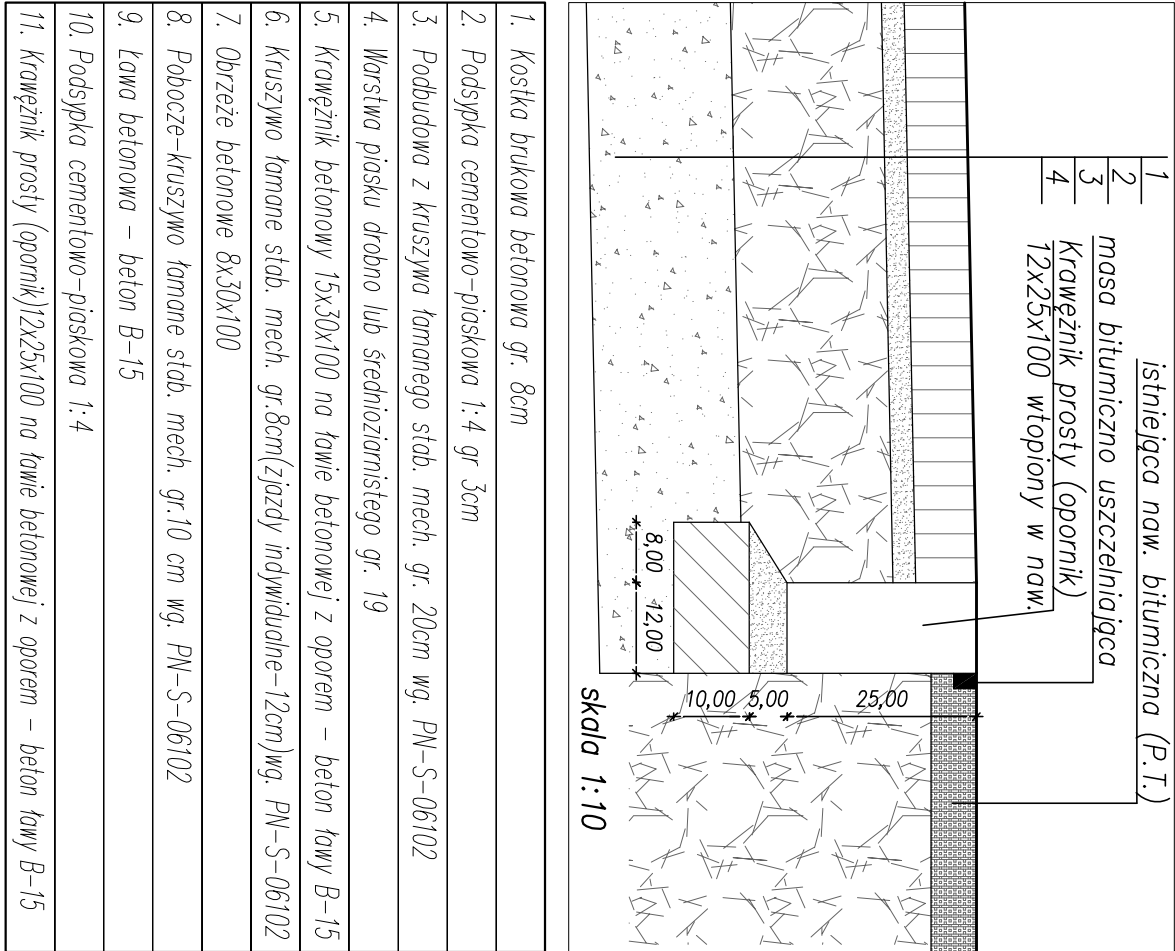 1
2
3
4
istniejąca naw. bitumiczna (P.T.)
masa bitumiczno uszczelniająca
Krawężnik prosty (opornik)
12x25x100 wtopiony w naw.
8,00
12,00
10,00
5,00
25,00
skala 1:10
1. Kostka brukowa betonowa gr. 8cm
2. Podsypka cementowo-piaskowa 1:4 gr 3cm
3. Podbudowa z kruszywa łamanego stab. mech. gr. 20cm wg. PN-S-06102
4. Warstwa piasku drobno lub średnioziarnistego gr. 19
5. Krawężnik betonowy 15x30x100 na ławie betonowej z oporem - beton ławy B-15
6. Kruszywo łamane stab. mech. gr.8cm(zjazdy indywidualne-12cm)wg. PN-S-06102
7. Obrzeże betonowe 8x30x100
8. Pobocze-kruszywo łamane stab. mech. gr.10 cm wg. PN-S-06102
9. Ława betonowa - beton B-15
10. Podsypka cementowo-piaskowa 1:4
11. Krawężnik prosty (opornik)12x25x100 na ławie betonowej z oporem - beton ławy B-15